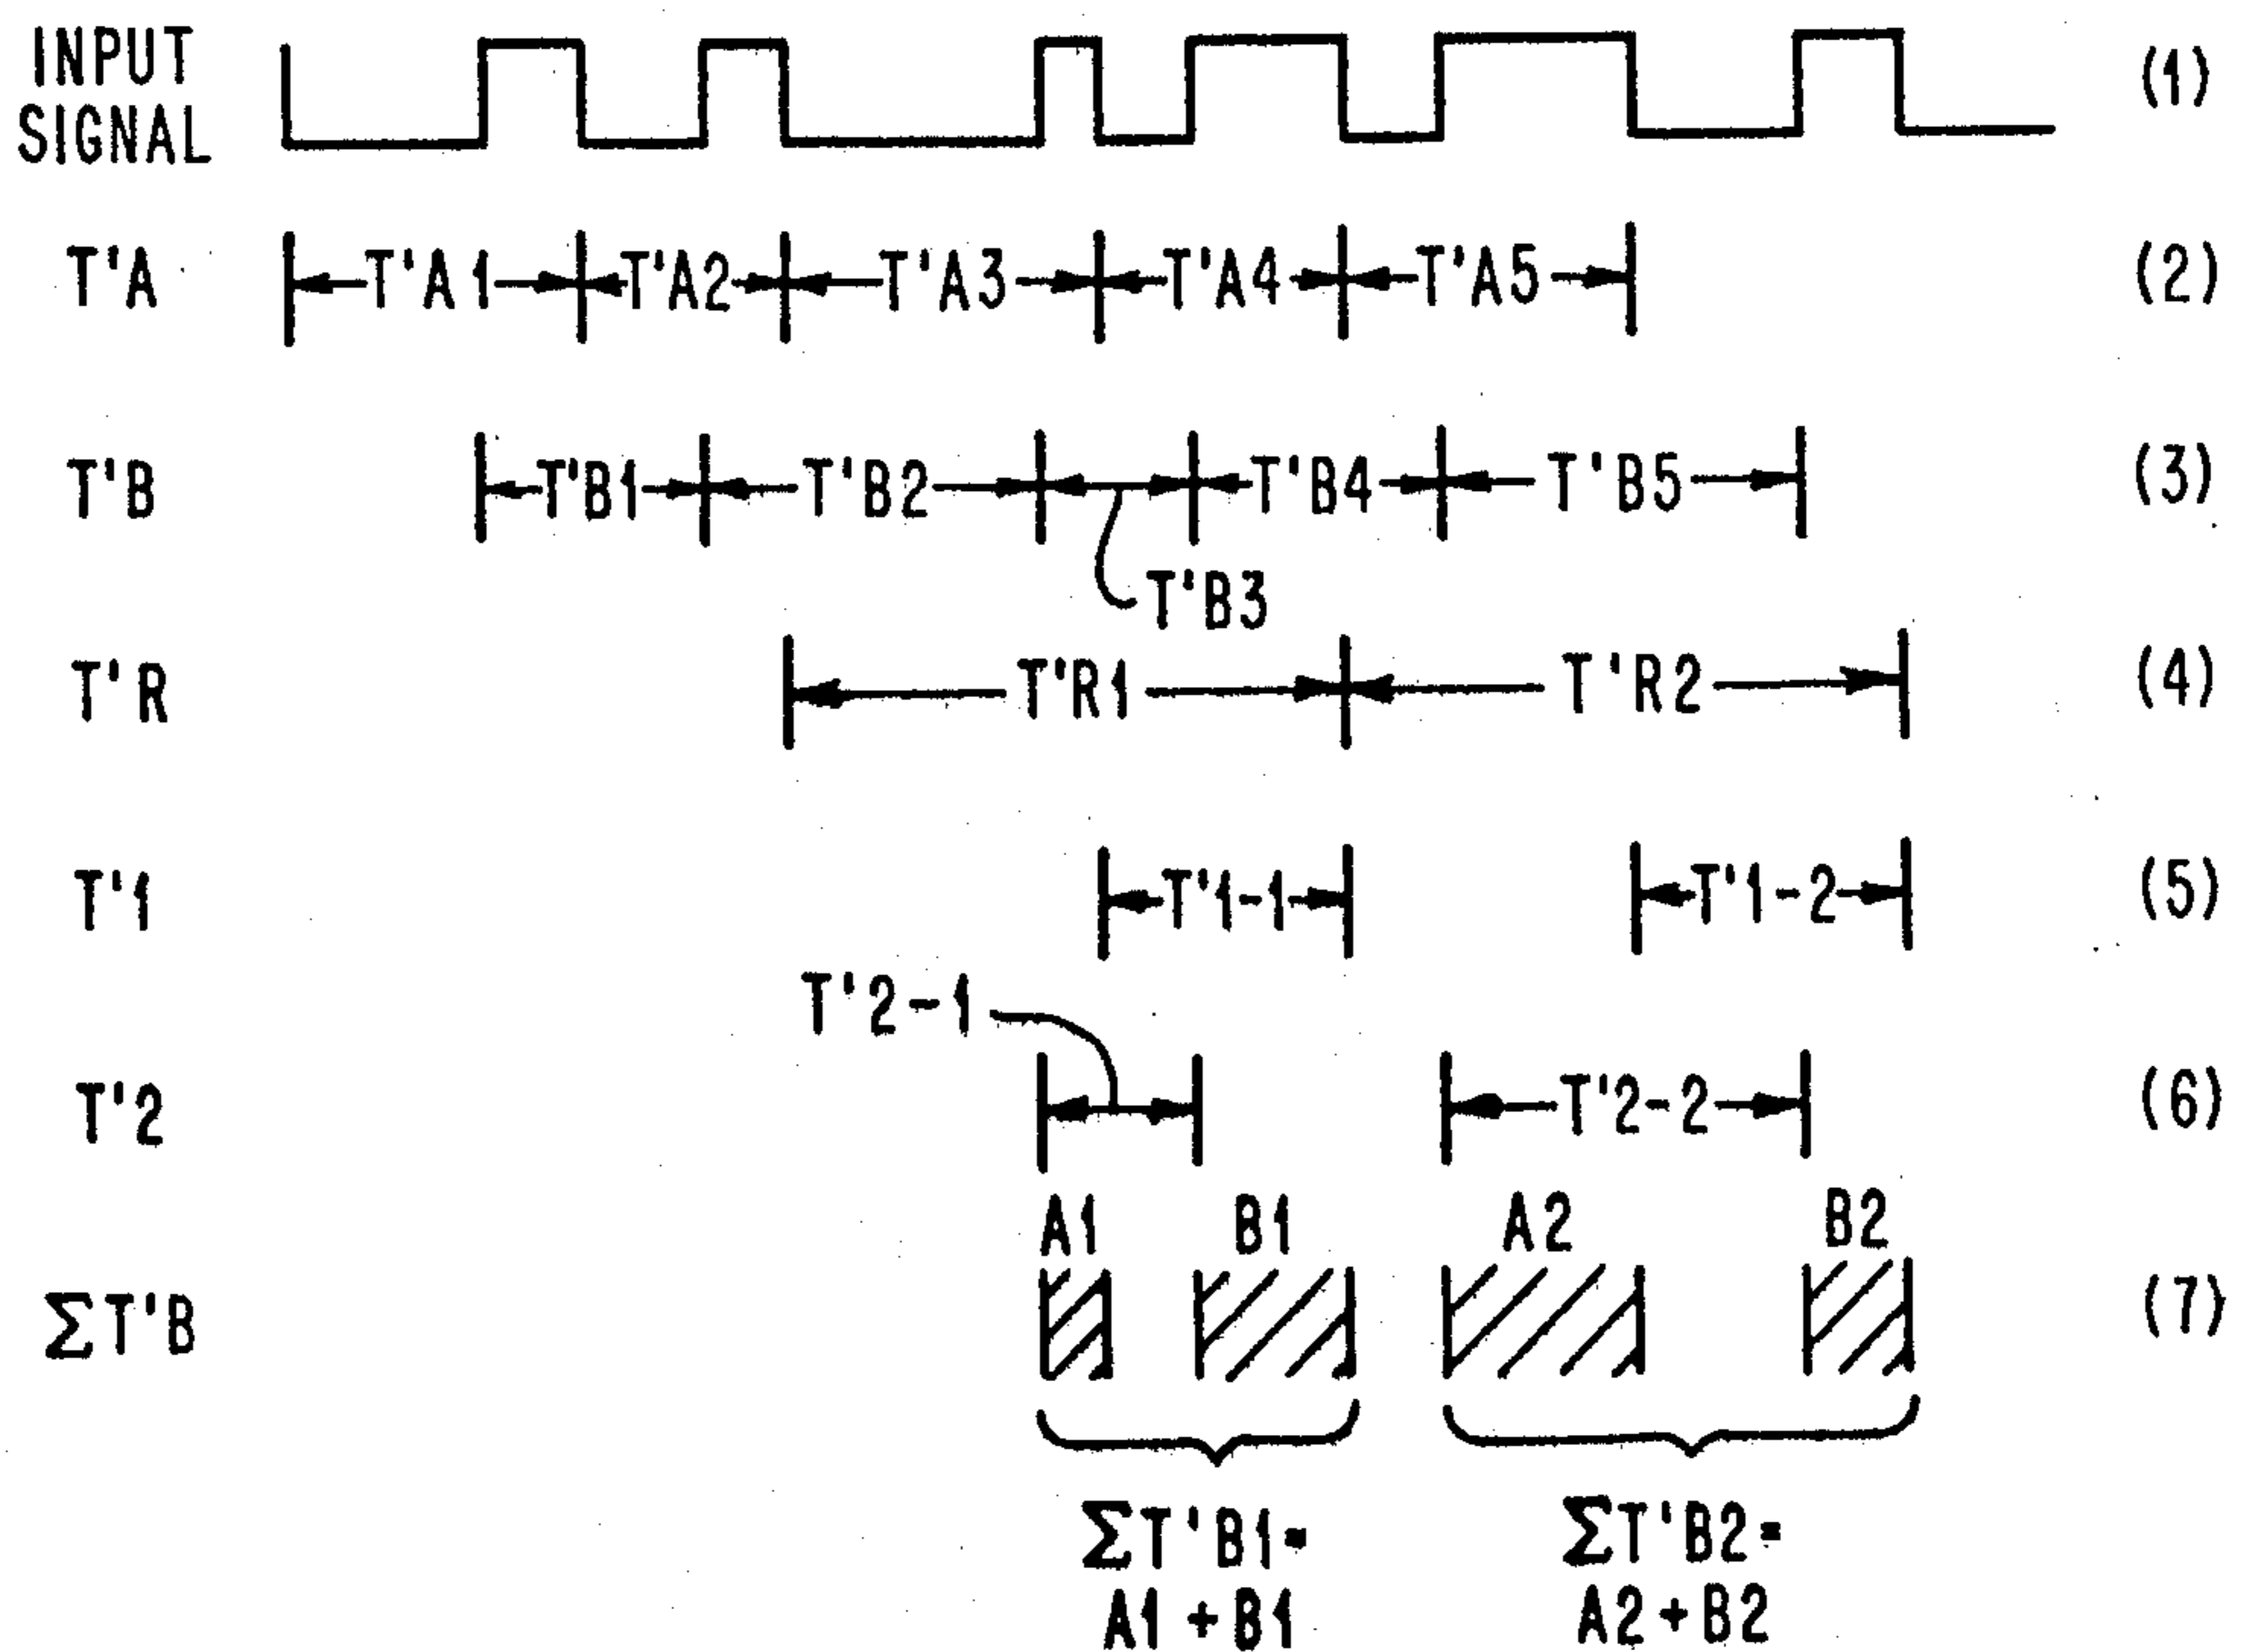 INPUT
SIGNAL
(1)
T'A
T'A1
T'A2
T'A3
T'A4
T'A5
(2)
T'B
T'B1
T'B2
T'B4
T'B5
(3)
T'B3
T'R
T'R1
T'R2
(4)
T'1
T'1-1
T'1-2
(5)
T'2-1
T'2
T'2-2
(6)
A1
B1
A2
B2
ΣT'B
(7)
ΣT'B1=
A1+B1
ΣT'B2=
A2+B2